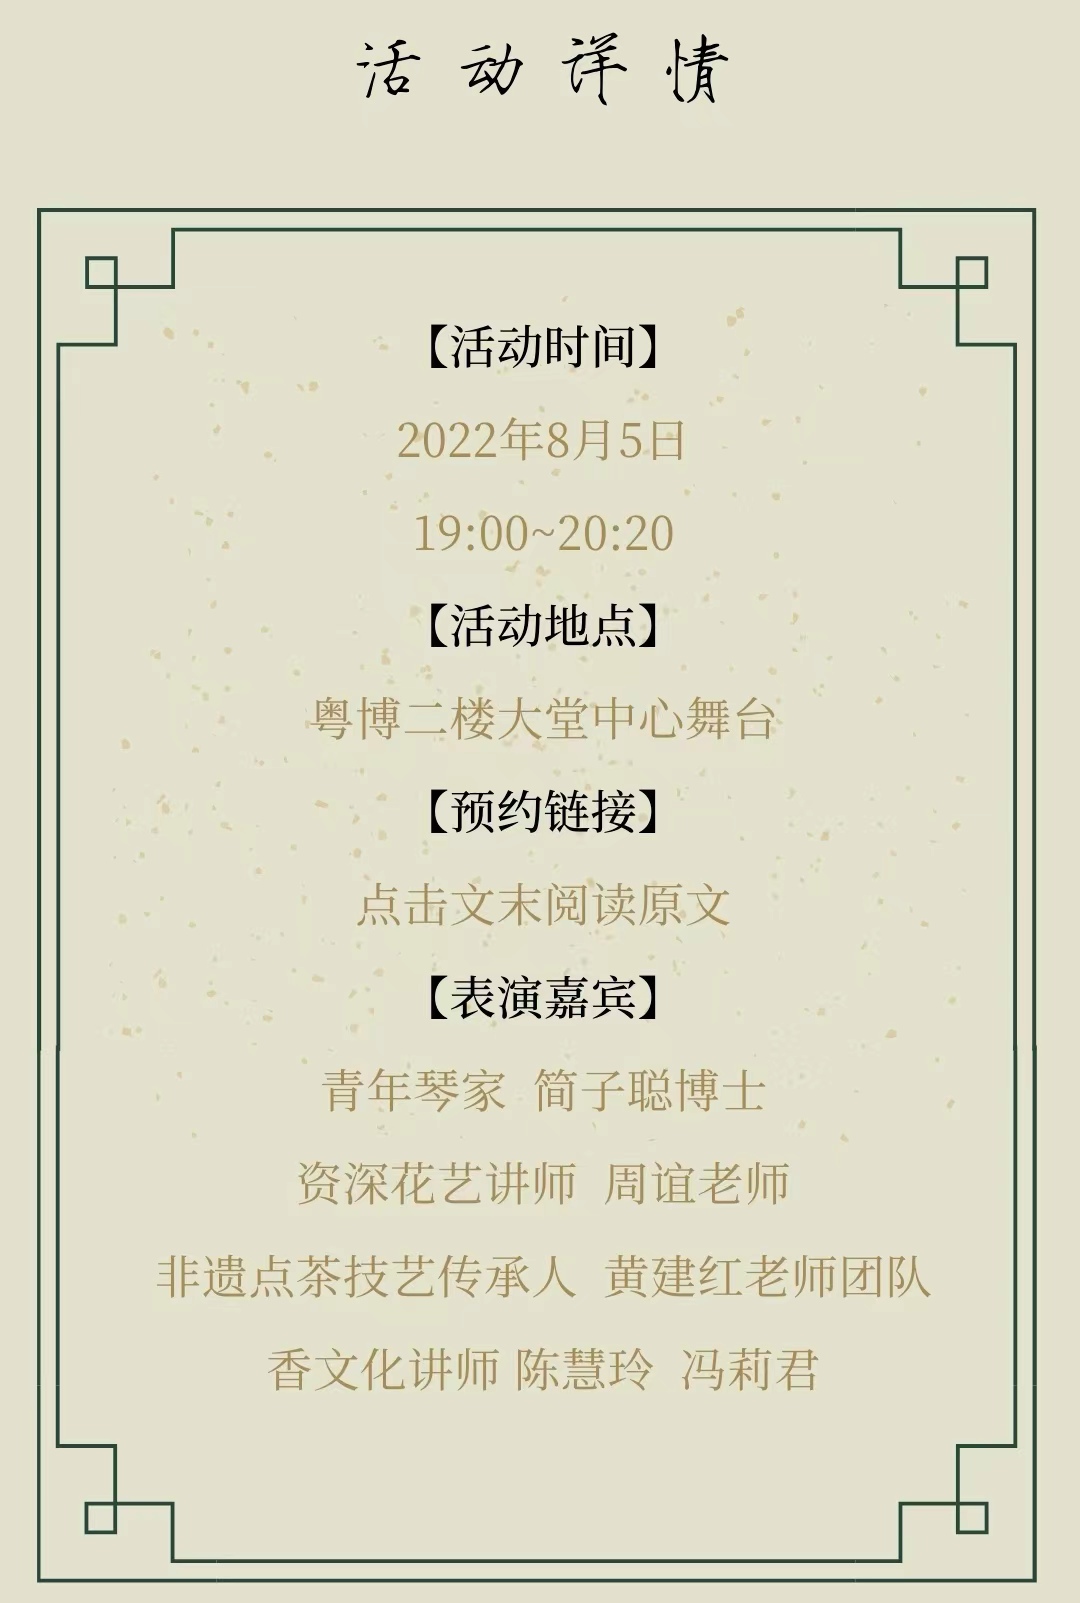 活动详情
【活动时间】
2022年8月5日
19:00~20:20
【活动地点】
粤博二楼大堂中心舞台
【预约链接】
点击文末阅读原文
【表演嘉宾】
青年琴家 简子聪博士
资深花艺讲师 周谊老师
非遗点茶技艺传承人 黄建红老师团队
香文化讲师 陈慧玲 冯莉君